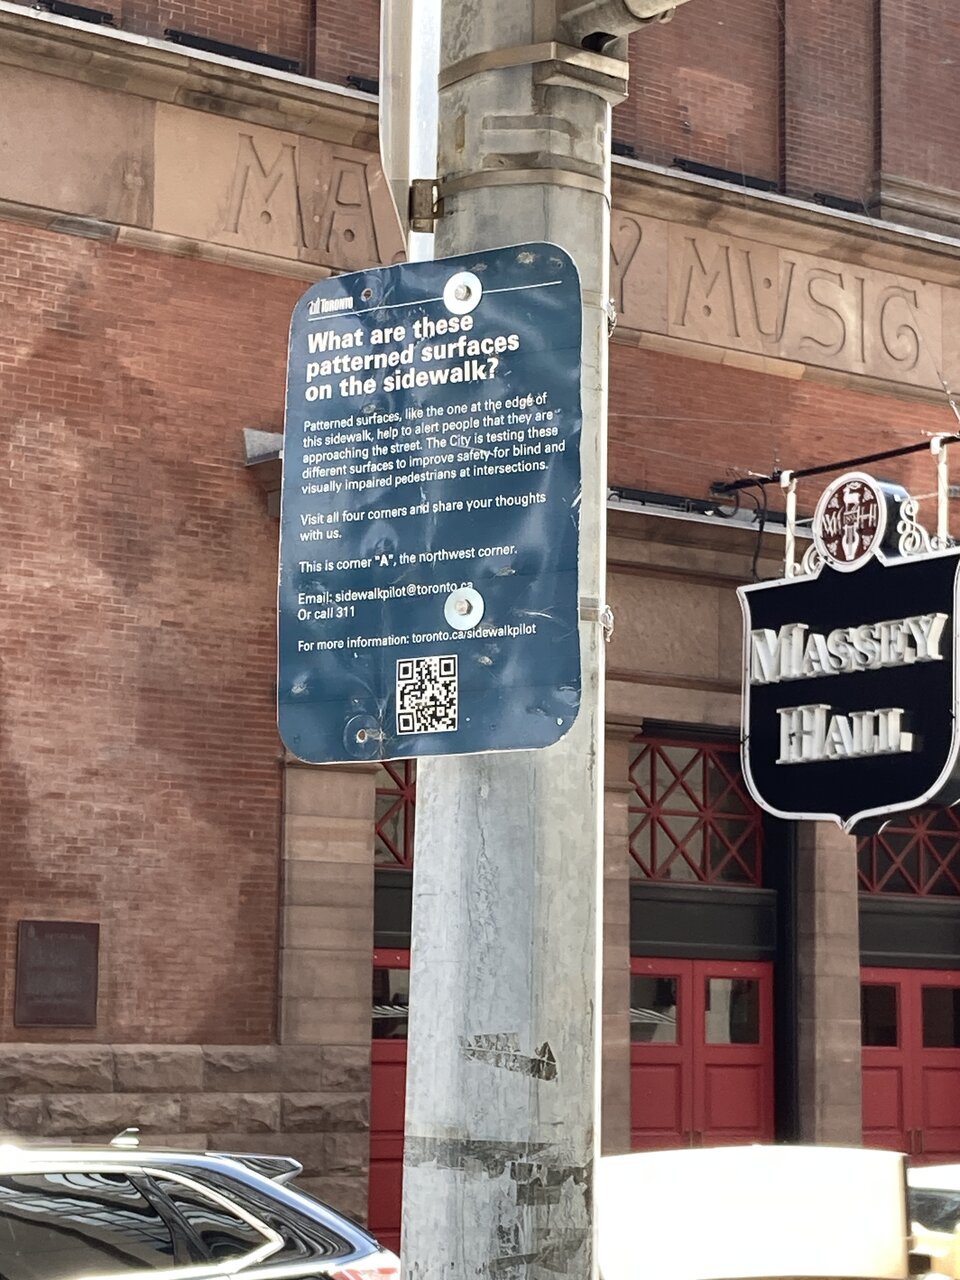 MA
Y MUSIC
TORONTO
What are these
patterned surfaces
on the sidewalk?
Patterned surfaces, like the one at the edge of
this sidewalk, help to alert people that they are
approaching the street. The City is testing these
different surfaces to improve safety for blind and
visually impaired pedestrians at intersections.
Visit all four corners and share your thoughts
with us.
This is corner "A", the northwest corner.
Email: sidewalkpilot@toronto.ca
Or call 311
For more information: toronto.ca/sidewalkpilot
MASSEY
HALL